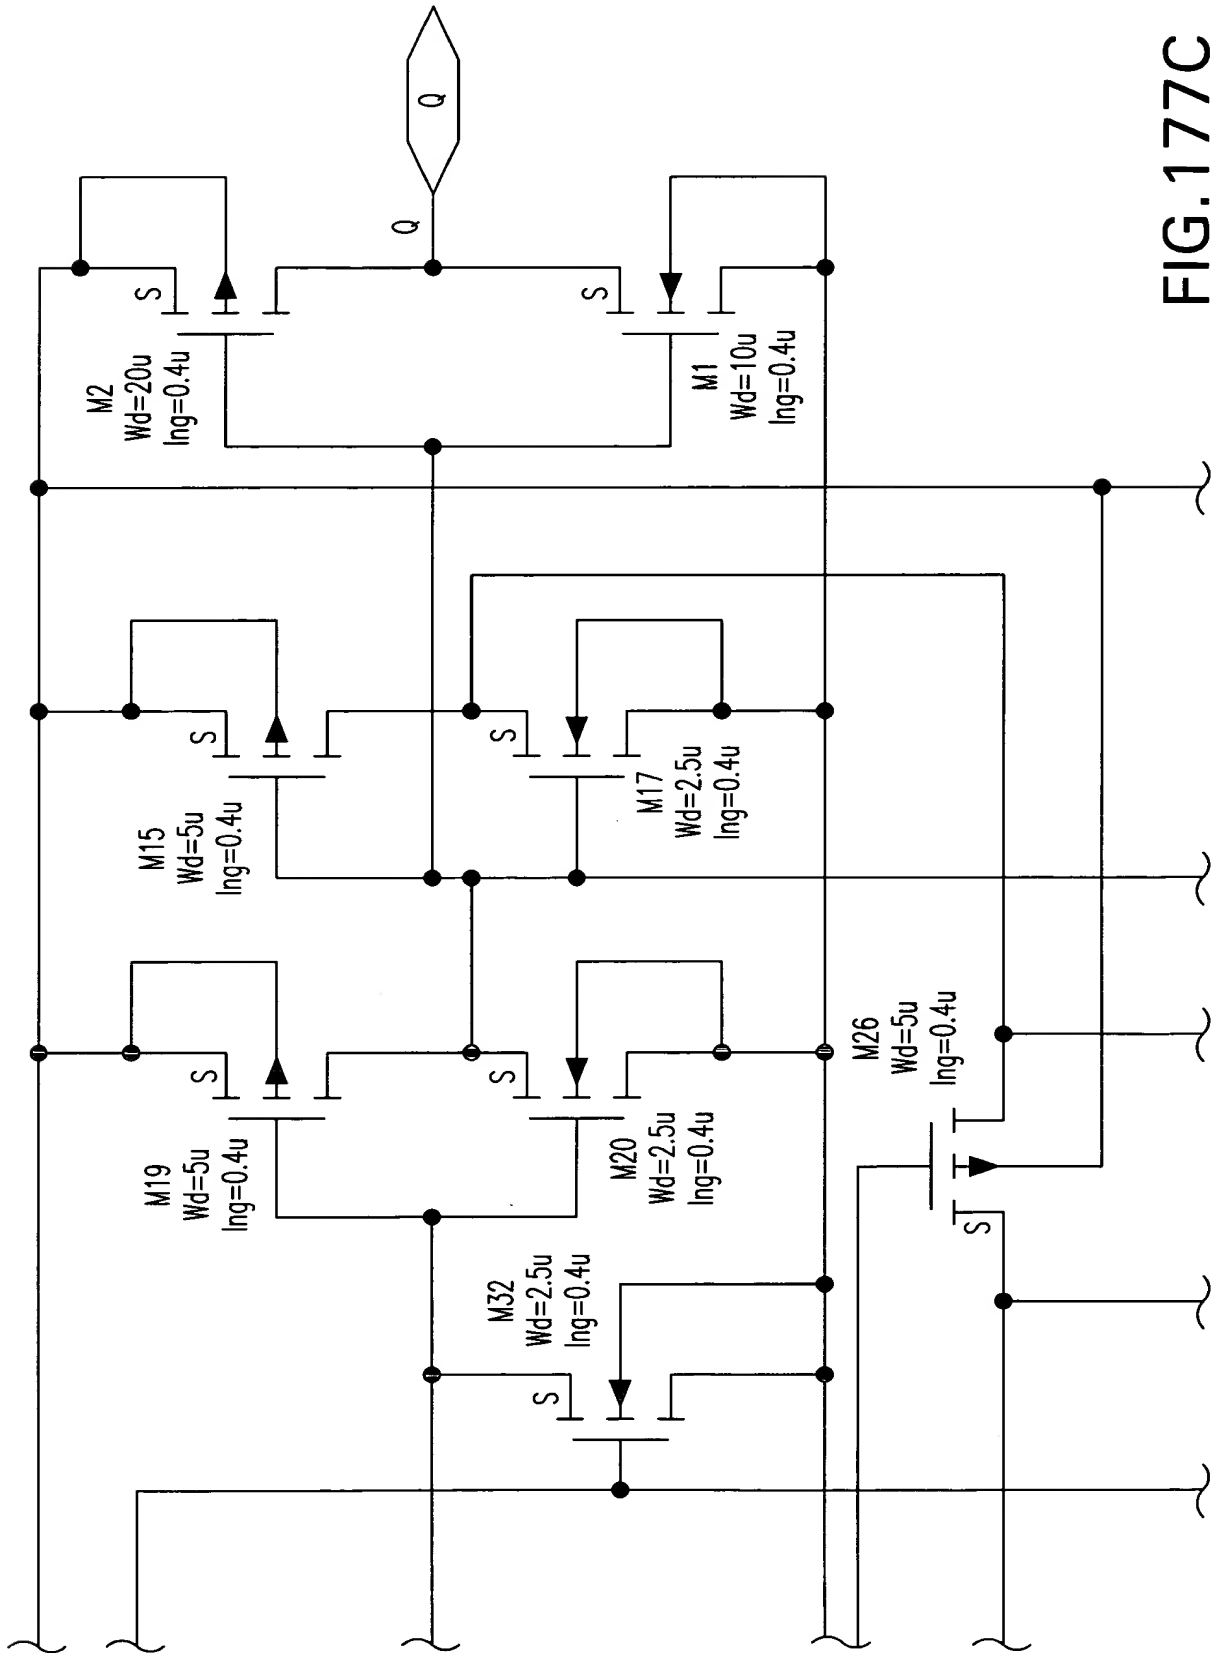 Q
Q
S
M2
Wd=20u
lng=0.4u
S
M1
Wd=10u
lng=0.4u
S
M15
Wd=5u
lng=0.4u
S
M17
Wd=2.5u
lng=0.4u
S
M19
Wd=5u
lng=0.4u
S
M20
Wd=2.5u
lng=0.4u
M26
Wd=5u
lng=0.4u
S
M32
Wd=2.5u
lng=0.4u
S
FIG.177C